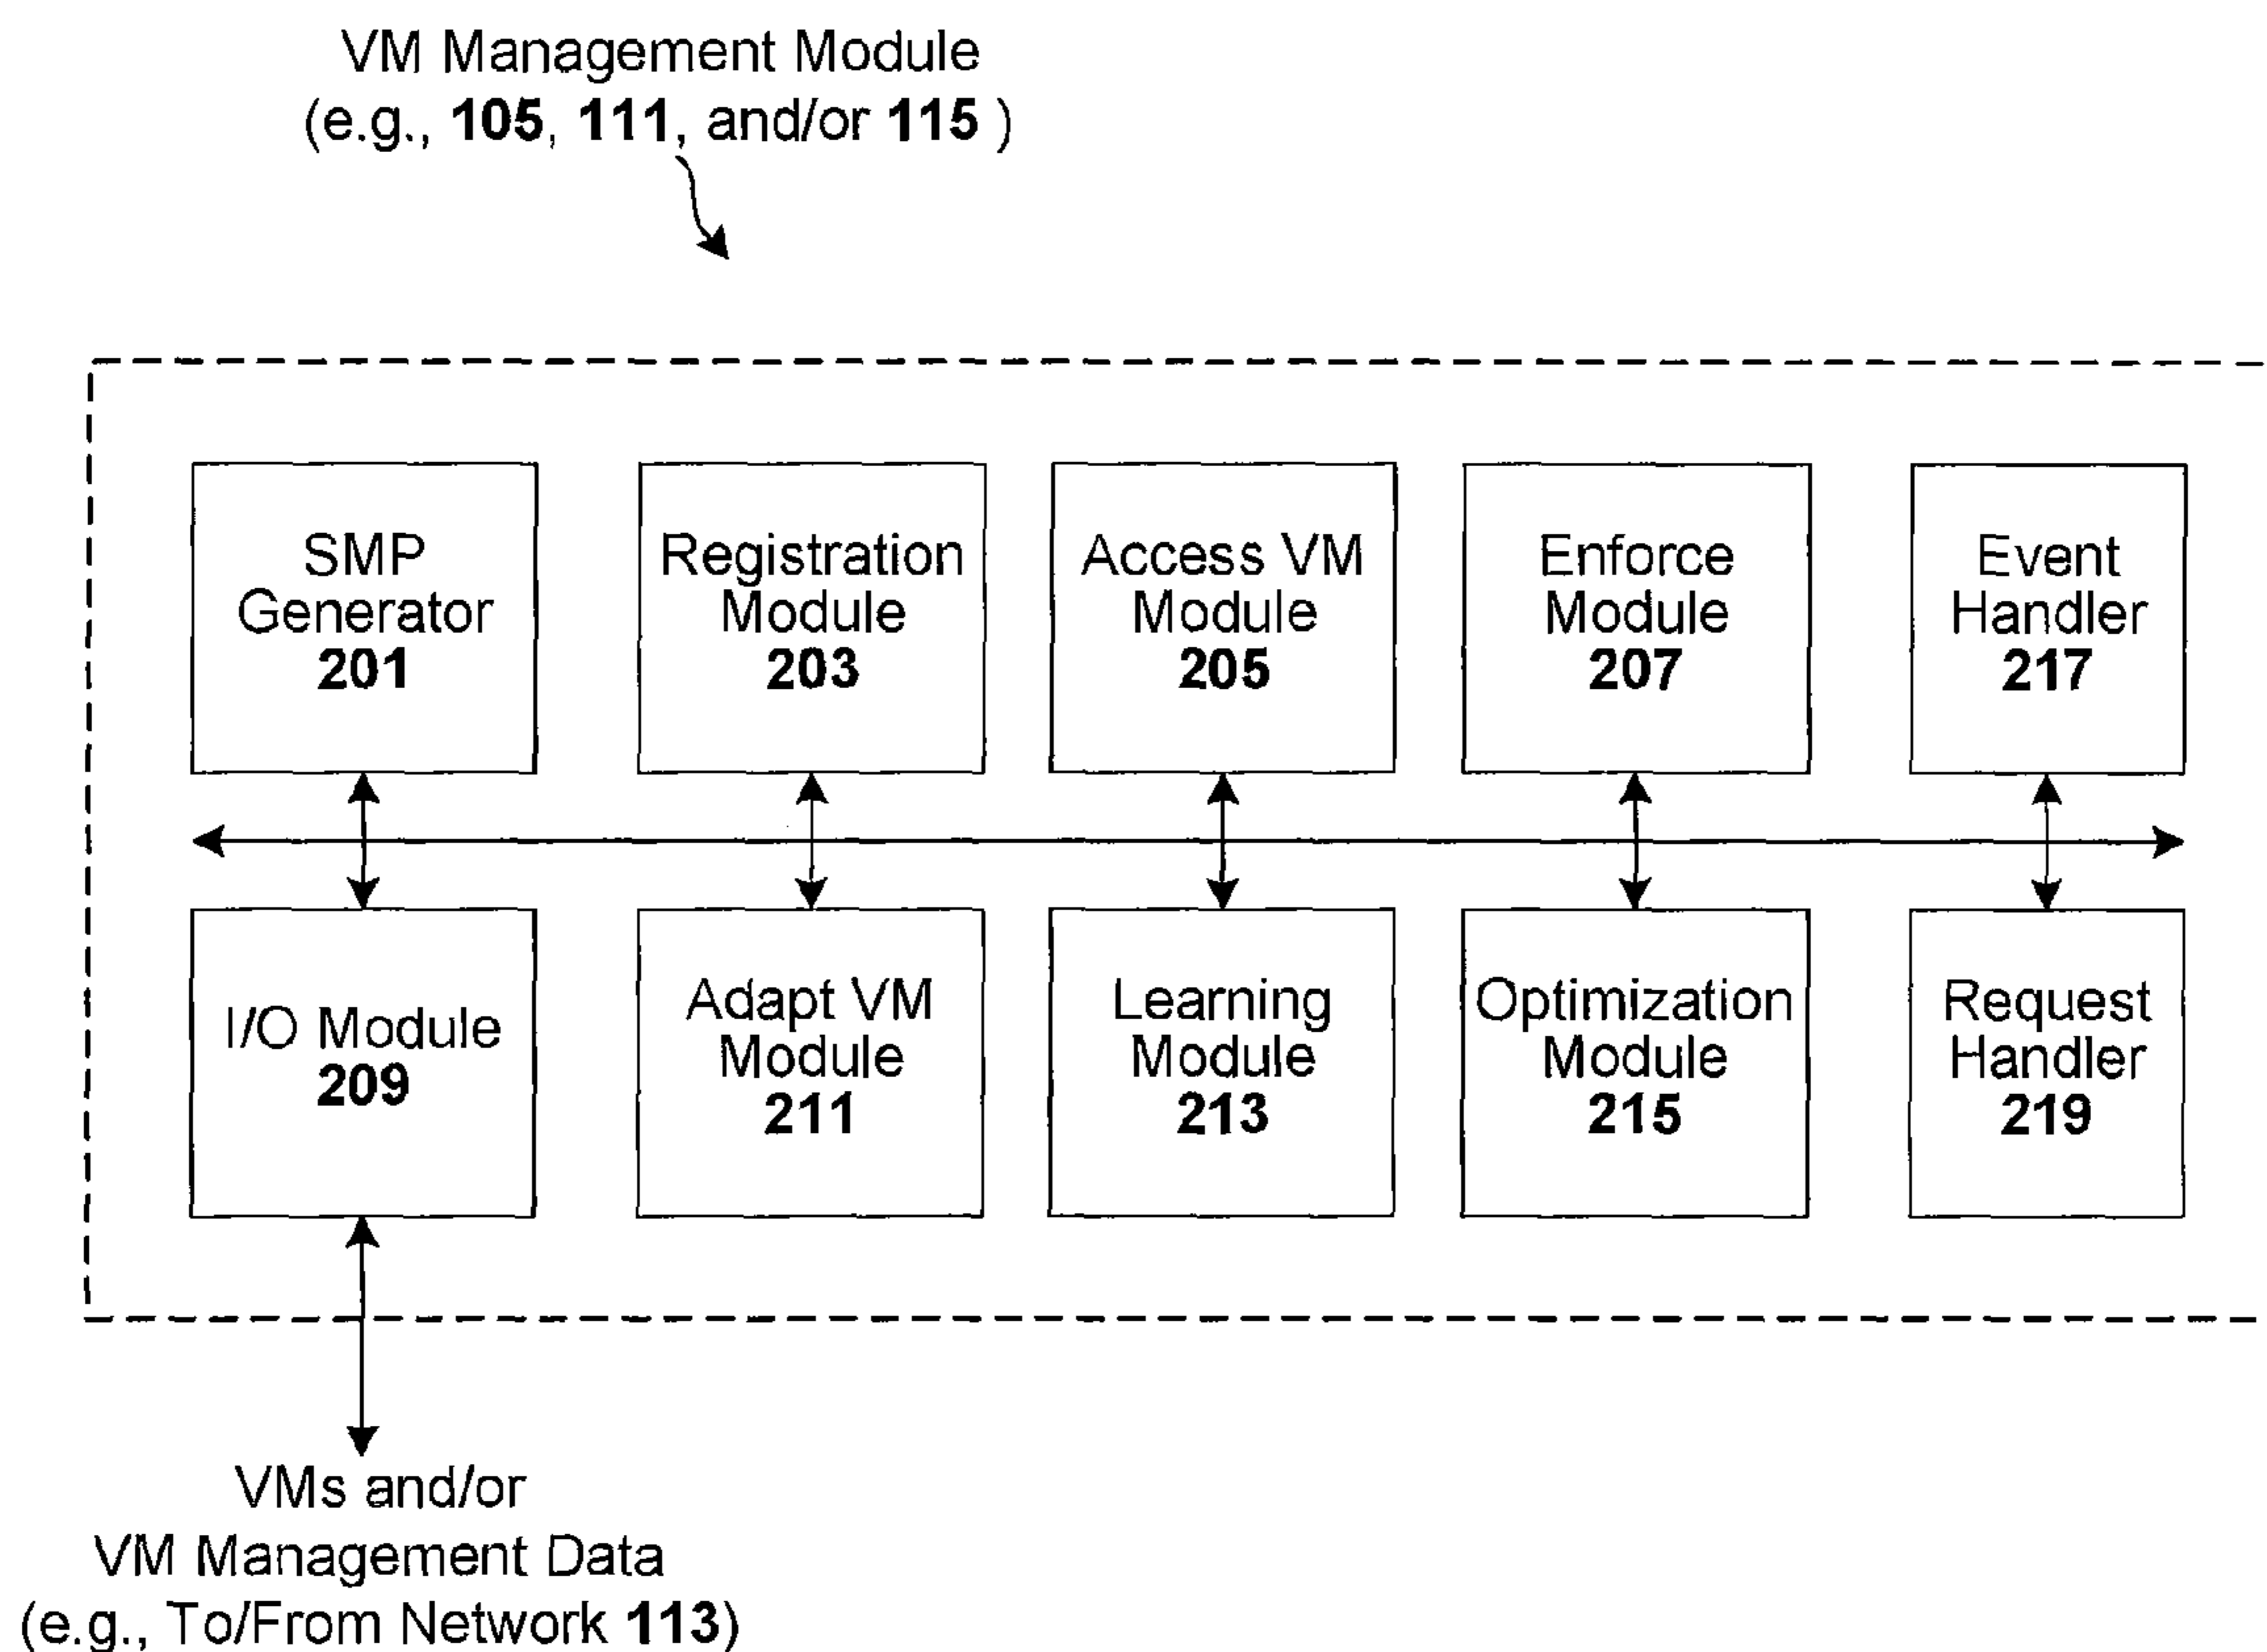 VM Management Module
(e.g., 105, 111, and/or 115 )
SMP
Generator
201
Registration
Module
203
Access VM
Module
205
Enforce
Module
207
Event
Handler
217
I/O Module
209
Adapt VM
Module
211
Learning
Module
213
Optimization
Module
215
Request
Handler
219
VMs and/or
VM Management Data
(e.g., To/From Network 113)